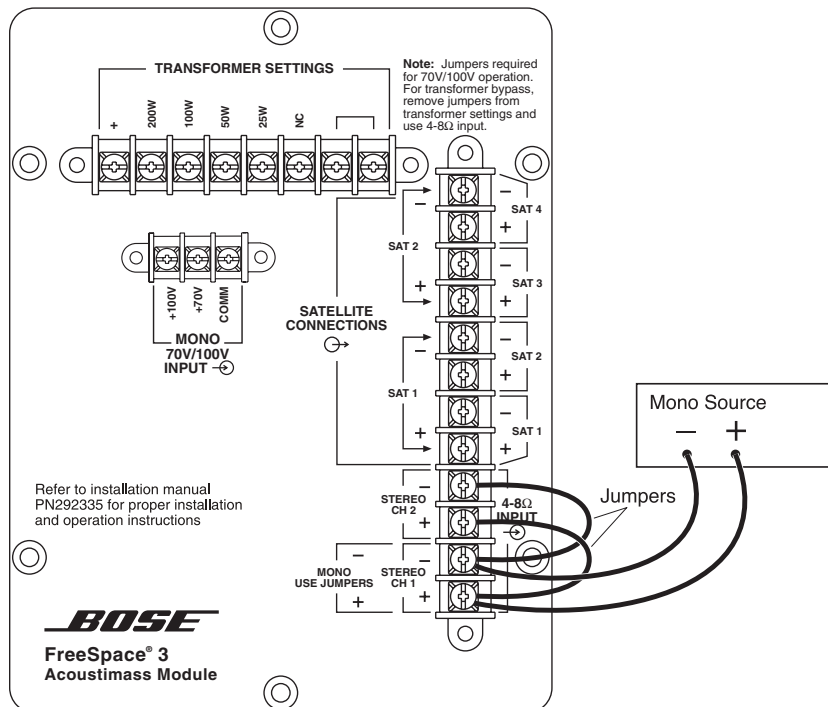 TRANSFORMER SETTINGS
+
200W
100W
50W
25W
NC
Note: Jumpers required
for 70V/100V operation.
For transformer bypass,
remove jumpers from
transformer settings and
use 4-8Ω input.
+100V
+70V
COMM
MONO
70V/100V
INPUT
SATELLITE
CONNECTIONS
−
SAT 2
+
−
SAT 1
+
−
SAT 4
+
−
SAT 3
+
−
SAT 2
+
−
SAT 1
+
−
STEREO
CH 2
+
4-8Ω
INPUT
−
MONO
USE JUMPERS
+
−
STEREO
CH 1
+
Jumpers
Mono Source
− +
Refer to installation manual
PN292335 for proper installation
and operation instructions
BOSE
FreeSpace® 3
Acoustimass Module